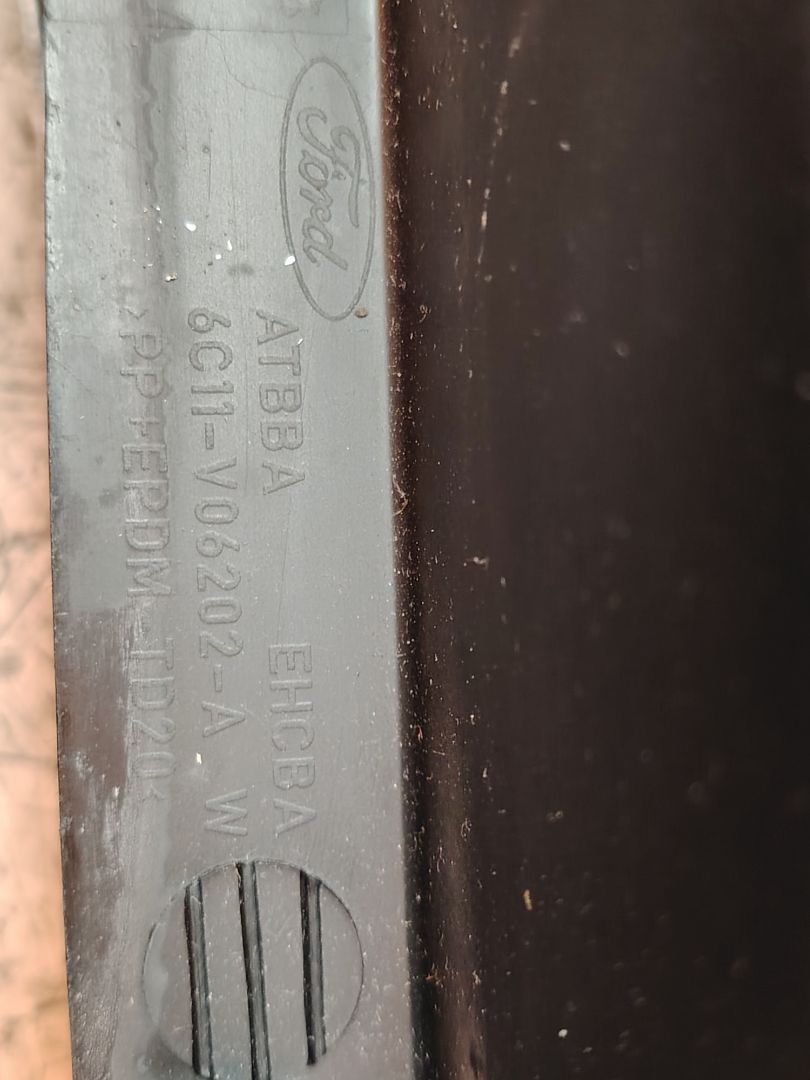 Ford
ATBBA EHCBA
6C11-V06202-A W
>PP+EPDM-TD20<